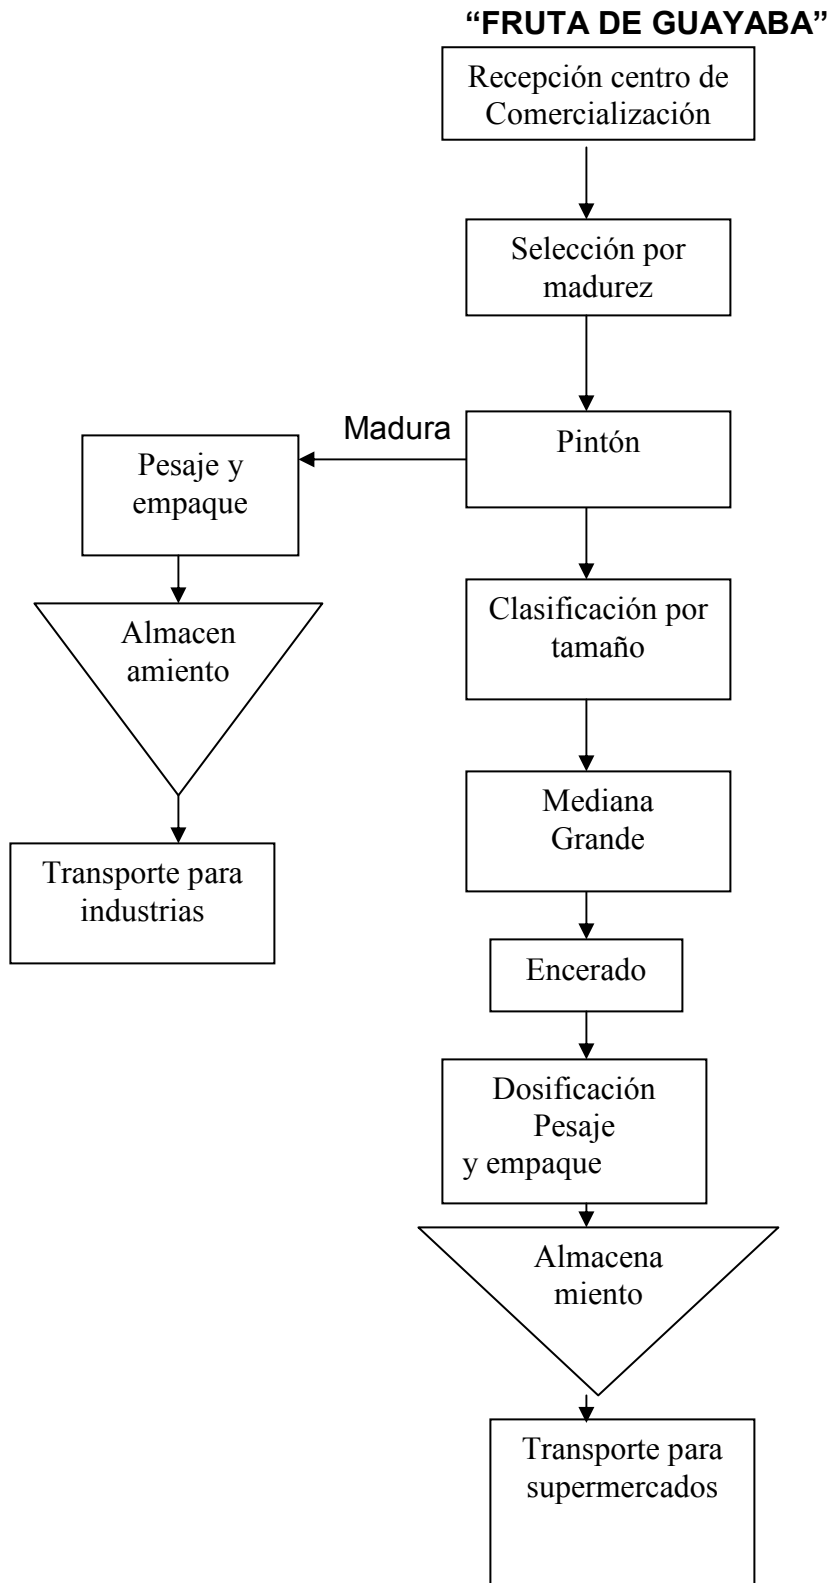 “FRUTA DE GUAYABA”
Recepción centro de
Comercialización
Selección por
madurez
Pintón
Madura
Pesaje y
empaque
Almacen
amiento
Transporte para
industrias
Clasificación por
tamaño
Mediana
Grande
Encerado
Dosificación
Pesaje
y empaque
Almacena
miento
Transporte para
supermercados